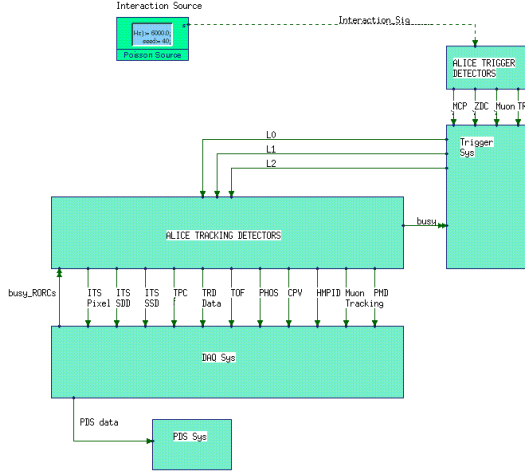 Interaction Source
Hz)= 6000.0;
seed= 40;
Poisson Source
Interaction_Sig
ALICE TRIGGER
DETECTORS
MCP ZDC Muon TR
Trigger
Sys
L0
L1
L2
busy
ALICE TRACKING DETECTORS
busy_RORCs
ITS ITS ITS TPC TRD TOF PHOS CPV HMPID Muon PMD
Pixel SDD SSD Data Tracking
DAQ Sys
PDS data
PDS Sys